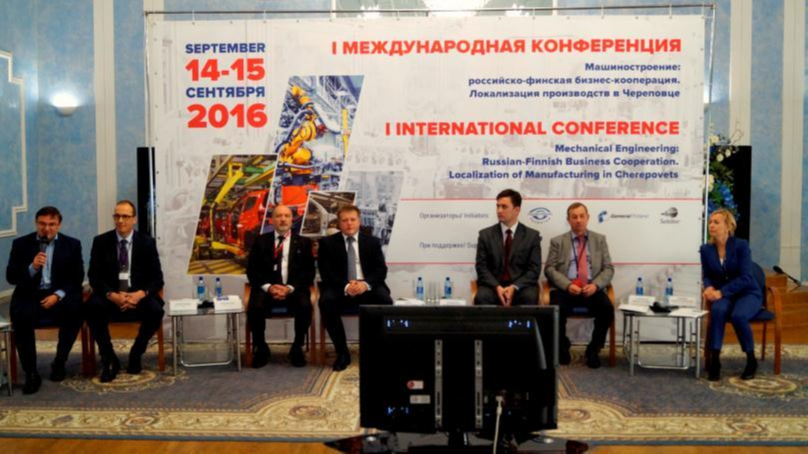 SEPTEMBER
14-15
СЕНТЯБРЯ
2016
I МЕЖДУНАРОДНАЯ КОНФЕРЕНЦИЯ
Машиностроение:
российско-финская бизнес-кооперация.
Локализация производств в Череповце
I INTERNATIONAL CONFERENCE
Mechanical Engineering:
Russian-Finnish Business Cooperation.
Localization of Manufacturing in Cherepovets
Организаторы/ Initiators
При поддержке/